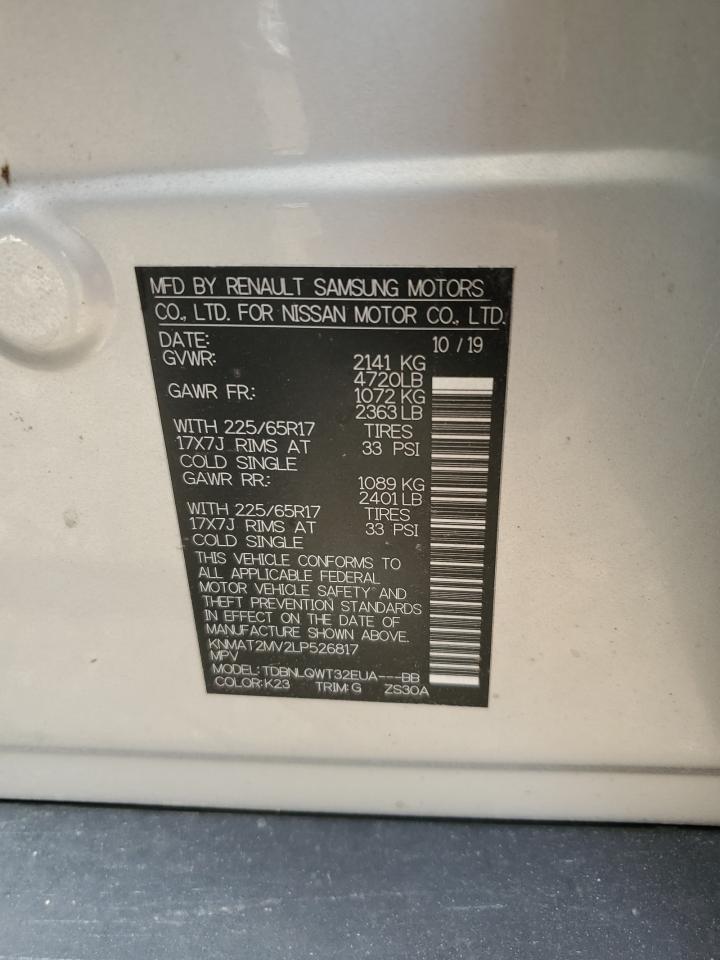 MFD BY RENAULT SAMSUNG MOTORS
CO., LTD. FOR NISSAN MOTOR CO., LTD.
DATE: 10 / 19
GVWR: 2141 KG
4720LB
GAWR FR: 1072 KG
2363 LB
WITH 225/65R17 TIRES
17X7J RIMS AT 33 PSI
COLD SINGLE
GAWR RR: 1089 KG
2401 LB
WITH 225/65R17 TIRES
17X7J RIMS AT 33 PSI
COLD SINGLE
THIS VEHICLE CONFORMS TO
ALL APPLICABLE FEDERAL
MOTOR VEHICLE SAFETY AND
THEFT PREVENTION STANDARDS
IN EFFECT ON THE DATE OF
MANUFACTURE SHOWN ABOVE.
KNMAT2MV2LP526817
MPV
MODEL: TDBNLQWT32EUA---BB
COLOR: K23 TRIM: G ZS30A